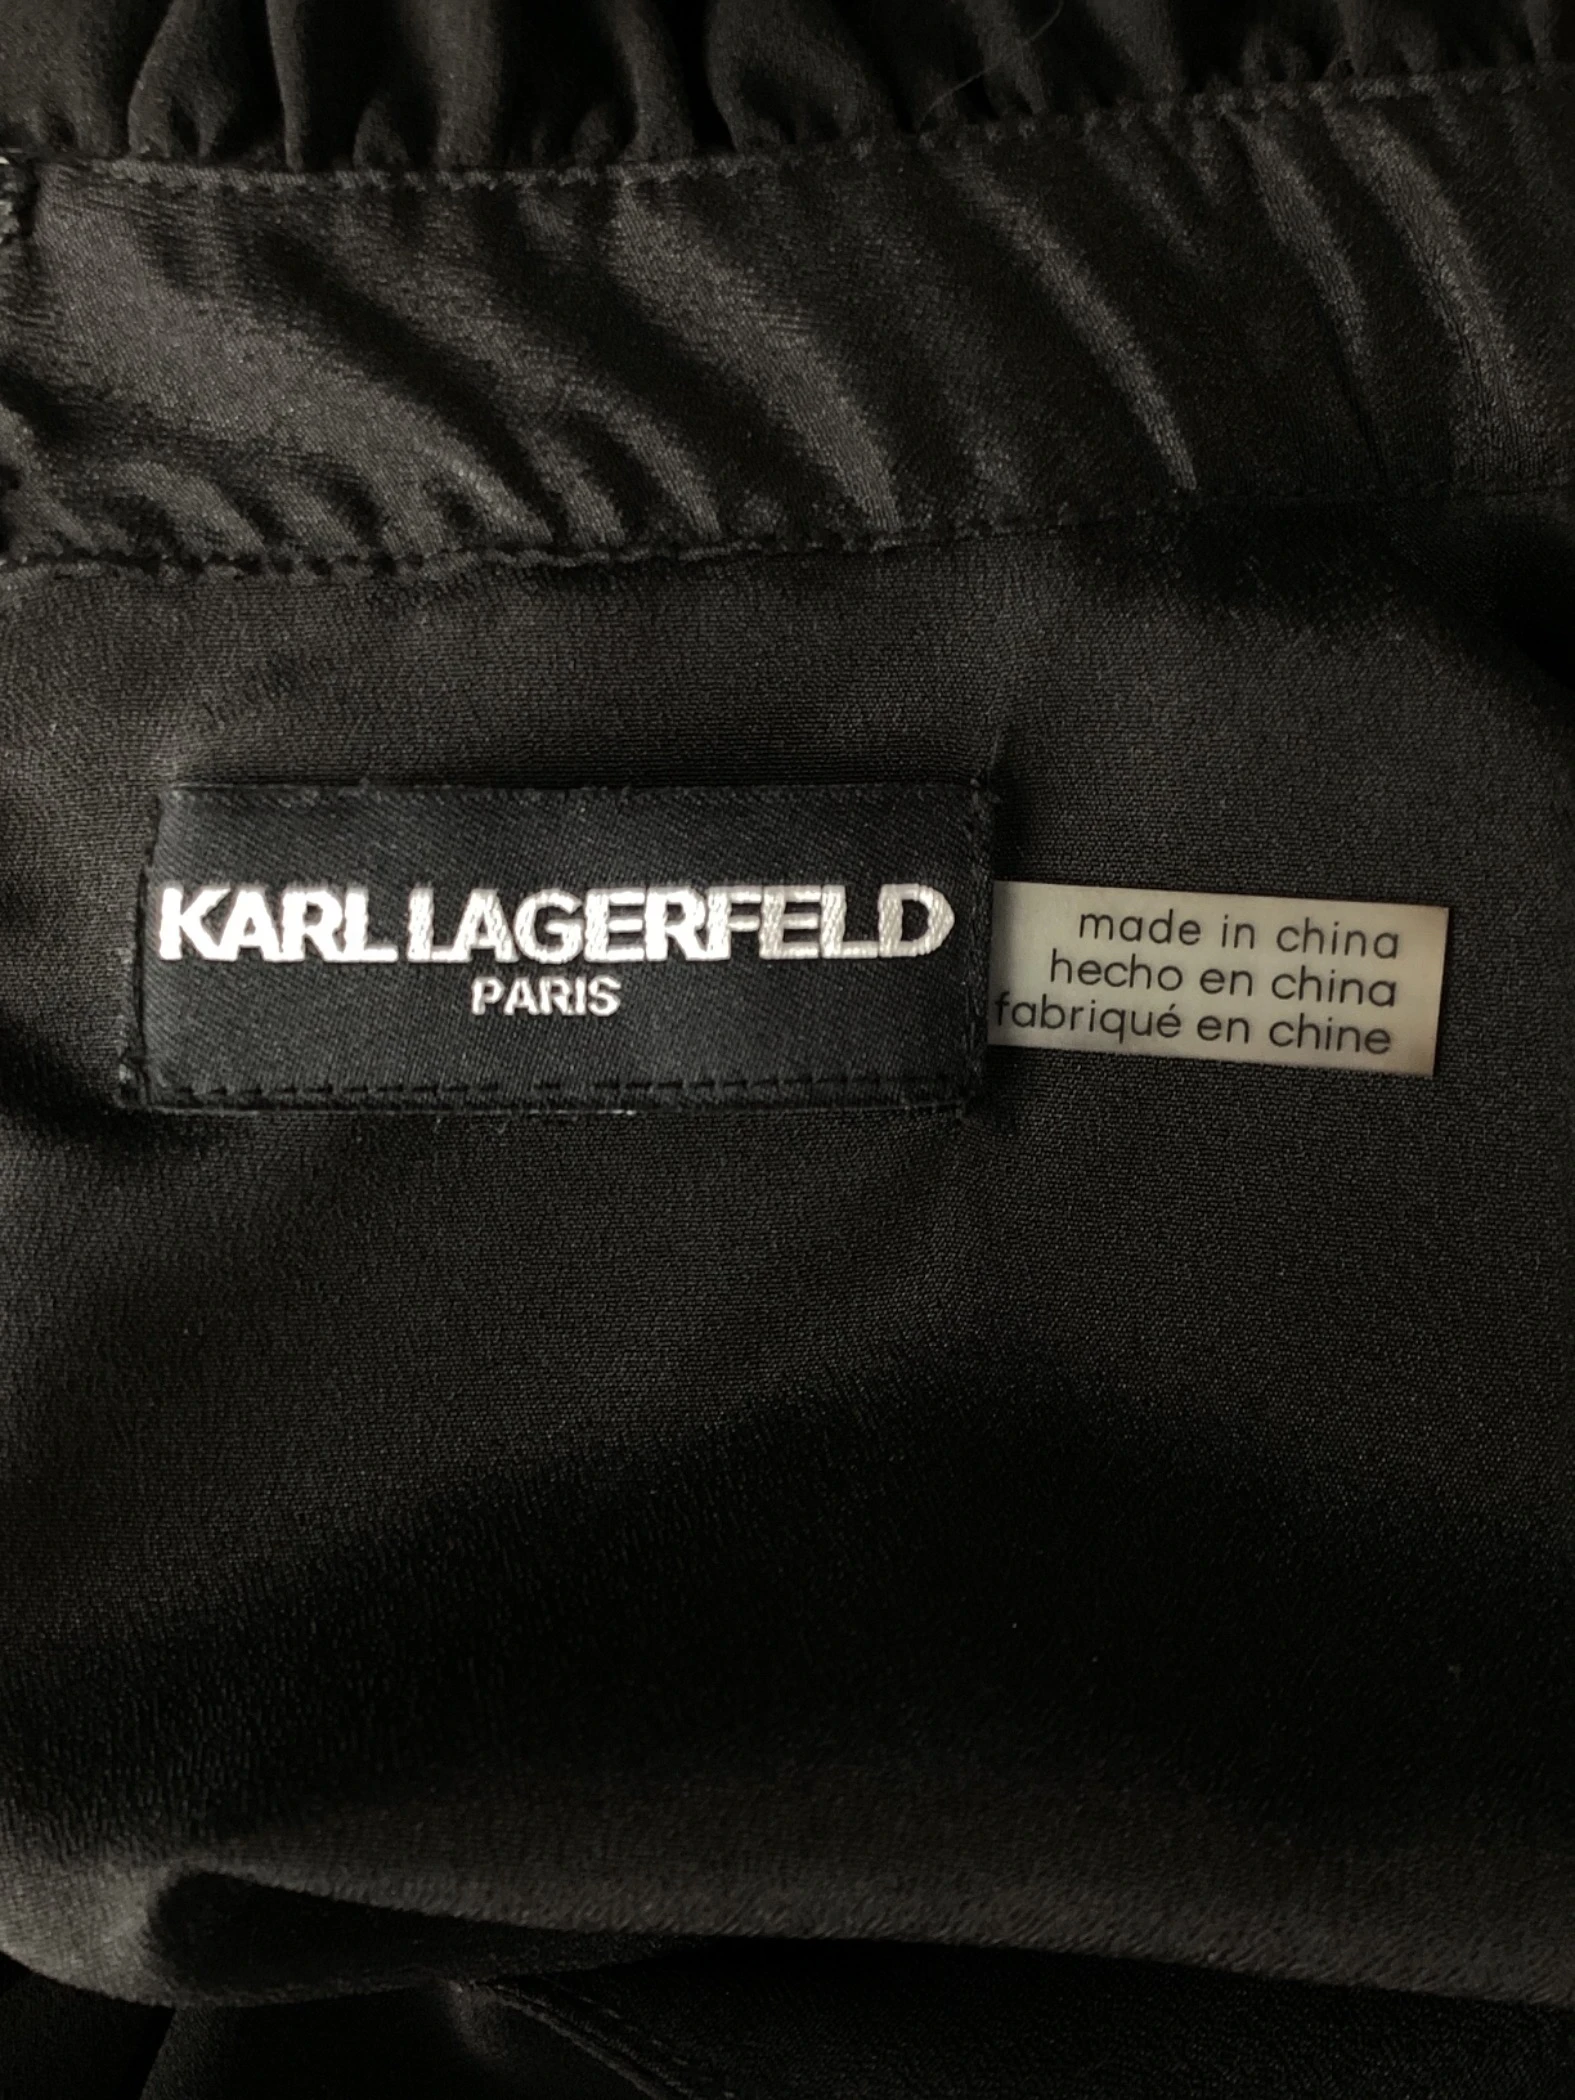 KARL LAGERFELD
PARIS
made in china
hecho en china
fabriqué en chine